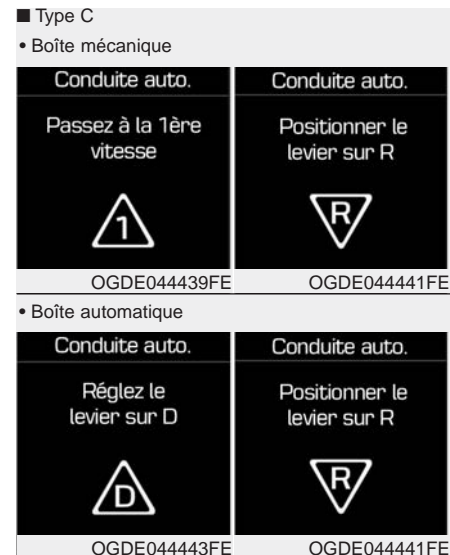 ■ Type C
• Boîte mécanique
Conduite auto.
Passez à la 1ère
vitesse
1
OGDE044439FE
Conduite auto.
Positionner le
levier sur R
R
OGDE044441FE
• Boîte automatique
Conduite auto.
Réglez le
levier sur D
D
OGDE044443FE
Conduite auto.
Positionner le
levier sur R
R
OGDE044441FE